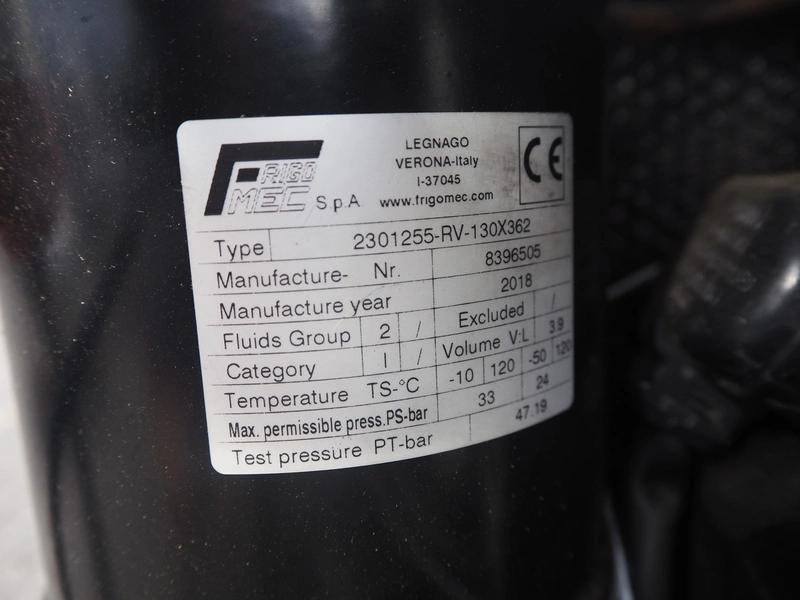 FRIGO
MEC SpA
LEGNAGO
VERONA-Italy
I-37045
www.frigomec.com
CE
Type 2301255-RV-130X362
Manufacture- Nr. 8396505
Manufacture year 2018
Fluids Group 2 / Excluded /
Category I / Volume V:L 3.9
Temperature TS-°C -10 120 -50 120
Max. permissible press.PS-bar 33 24
Test pressure PT-bar 47.19